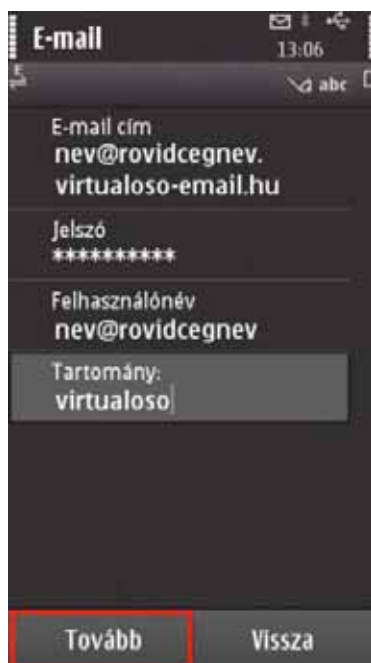 E-mail
13:06
abc
E-mail cím
nev@rovidcegnev.
virtualoso-email.hu
Jelszó
**********
Felhasználónév
nev@rovidcegnev
Tartomány:
virtualoso
Tovább
Vissza